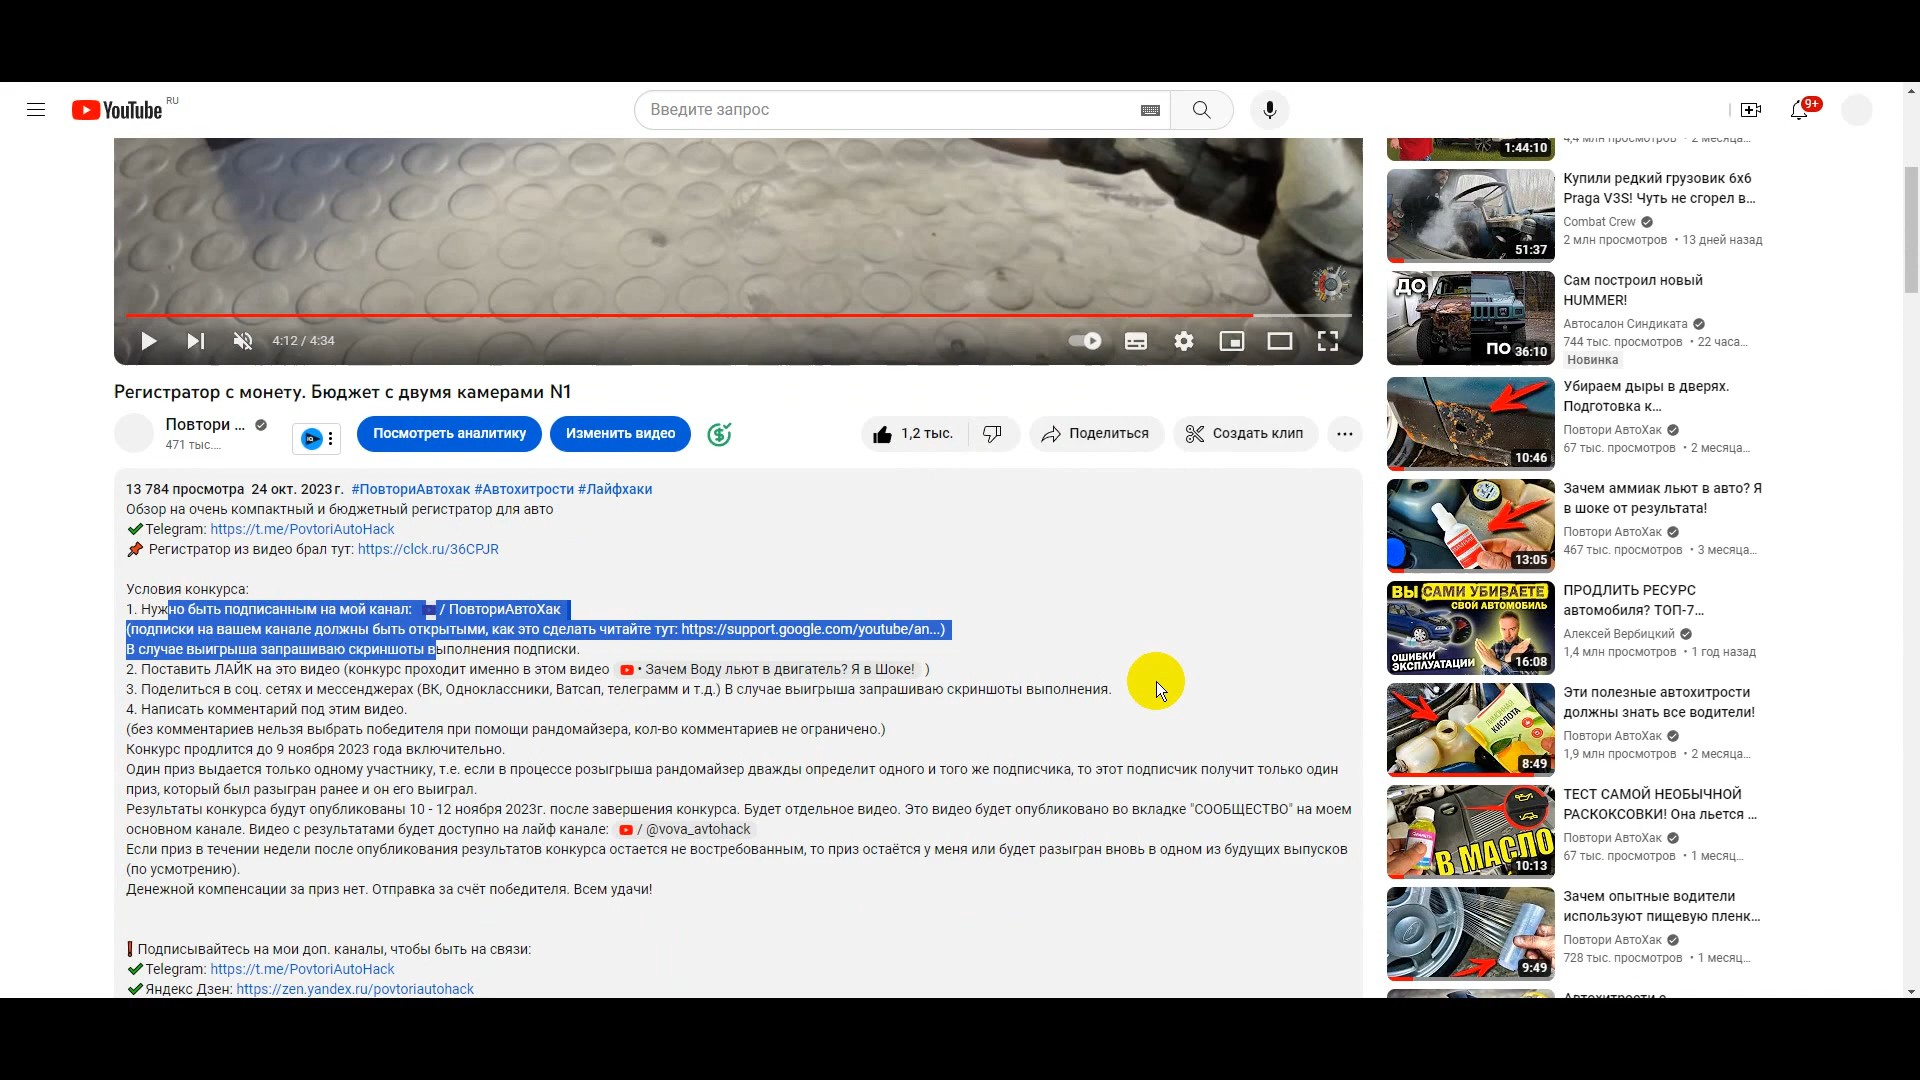 YouTube RU
Введите запрос
9+
4:12 / 4:34
Регистратор с монету. Бюджет с двумя камерами N1
Повтори ...
471 тыс....
IQ
Посмотреть аналитику
Изменить видео
1,2 тыс.
Поделиться
Создать клип
13 784 просмотра 24 окт. 2023 г. #ПовториАвтохак #Автохитрости #Лайфхаки
Обзор на очень компактный и бюджетный регистратор для авто
Telegram: https://t.me/PovtoriAutoHack
Регистратор из видео брал тут: https://clck.ru/36CPJR
Условия конкурса:
1. Нужно быть подписанным на мой канал: / ПовториАвтоХак
(подписки на вашем канале должны быть открытыми, как это сделать читайте тут: https://support.google.com/youtube/an...)
В случае выигрыша запрашиваю скриншоты выполнения подписки.
2. Поставить ЛАЙК на это видео (конкурс проходит именно в этом видео • Зачем Воду льют в двигатель? Я в Шоке! )
3. Поделиться в соц. сетях и мессенджерах (ВК, Одноклассники, Ватсап, телеграмм и т.д.) В случае выигрыша запрашиваю скриншоты выполнения.
4. Написать комментарий под этим видео.
(без комментариев нельзя выбрать победителя при помощи рандомайзера, кол-во комментариев не ограничено.)
Конкурс продлится до 9 ноября 2023 года включительно.
Один приз выдается только одному участнику, т.е. если в процессе розыгрыша рандомайзер дважды определит одного и того же подписчика, то этот подписчик получит только один
приз, который был разыгран ранее и он его выиграл.
Результаты конкурса будут опубликованы 10 - 12 ноября 2023г. после завершения конкурса. Будет отдельное видео. Это видео будет опубликовано во вкладке "СООБЩЕСТВО" на моем
основном канале. Видео с результатами будет доступно на лайф канале: / @vova_avtohack
Если приз в течении недели после опубликования результатов конкурса остается не востребованным, то приз остаётся у меня или будет разыгран вновь в одном из будущих выпусков
(по усмотрению).
Денежной компенсации за приз нет. Отправка за счёт победителя. Всем удачи!
Подписывайтесь на мои доп. каналы, чтобы быть на связи:
Telegram: https://t.me/PovtoriAutoHack
Яндекс Дзен: https://zen.yandex.ru/povtoriautohack
1:44:10
4,4 млн просмотров • 2 месяца...
51:37
Купили редкий грузовик 6х6
Praga V3S! Чуть не сгорел в...
Combat Crew
2 млн просмотров • 13 дней назад
ДО
ПО
36:10
Сам построил новый
HUMMER!
Автосалон Синдиката
744 тыс. просмотров • 22 часа...
Новинка
10:46
Убираем дыры в дверях.
Подготовка к...
Повтори АвтоХак
67 тыс. просмотров • 2 месяца...
13:05
Зачем аммиак льют в авто? Я
в шоке от результата!
Повтори АвтоХак
467 тыс. просмотров • 3 месяца...
ВЫ САМИ УБИВАЕТЕ
СВОЙ АВТОМОБИЛЬ
ОШИБКИ
ЭКСПЛУАТАЦИИ
16:08
ПРОДЛИТЬ РЕСУРС
автомобиля? ТОП-7...
Алексей Вербицкий
1,4 млн просмотров • 1 год назад
КИСЛОТА
8:49
Эти полезные автохитрости
должны знать все водители!
Повтори АвтоХак
1,9 млн просмотров • 2 месяца...
В МАСЛО
10:13
ТЕСТ САМОЙ НЕОБЫЧНОЙ
РАСКОКСОВКИ! Она льется ...
Повтори АвтоХак
67 тыс. просмотров • 1 месяц...
9:49
Зачем опытные водители
используют пищевую пленк...
Повтори АвтоХак
728 тыс. просмотров • 1 месяц...